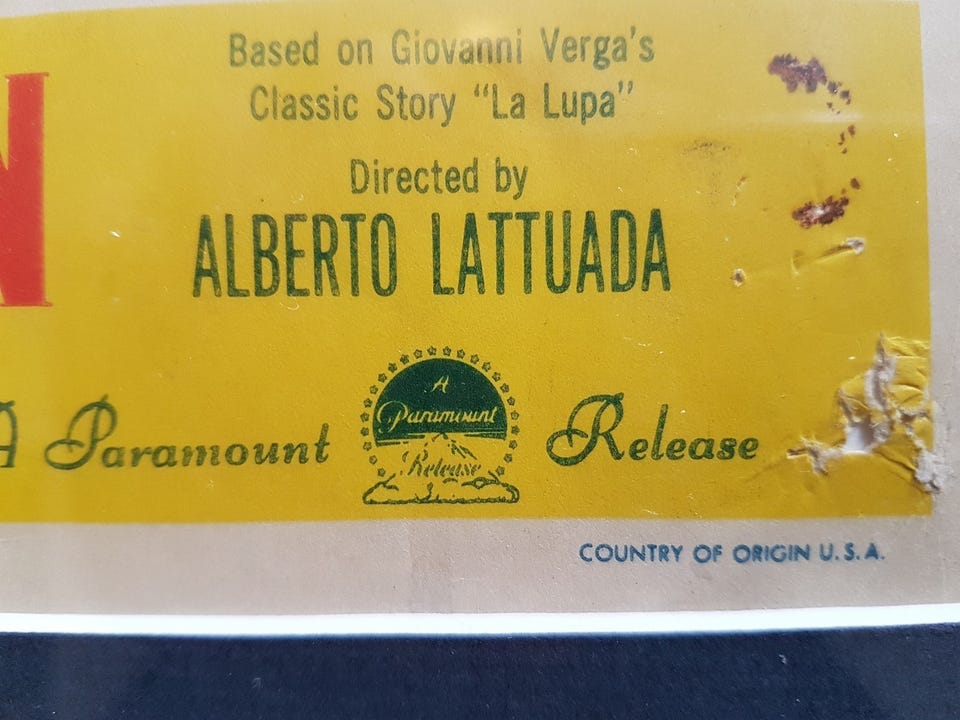 N
Based on Giovanni Verga's
Classic Story "La Lupa"
Directed by
ALBERTO LATTUADA
A Paramount
A
Paramount
Release
Release
COUNTRY OF ORIGIN U.S.A.